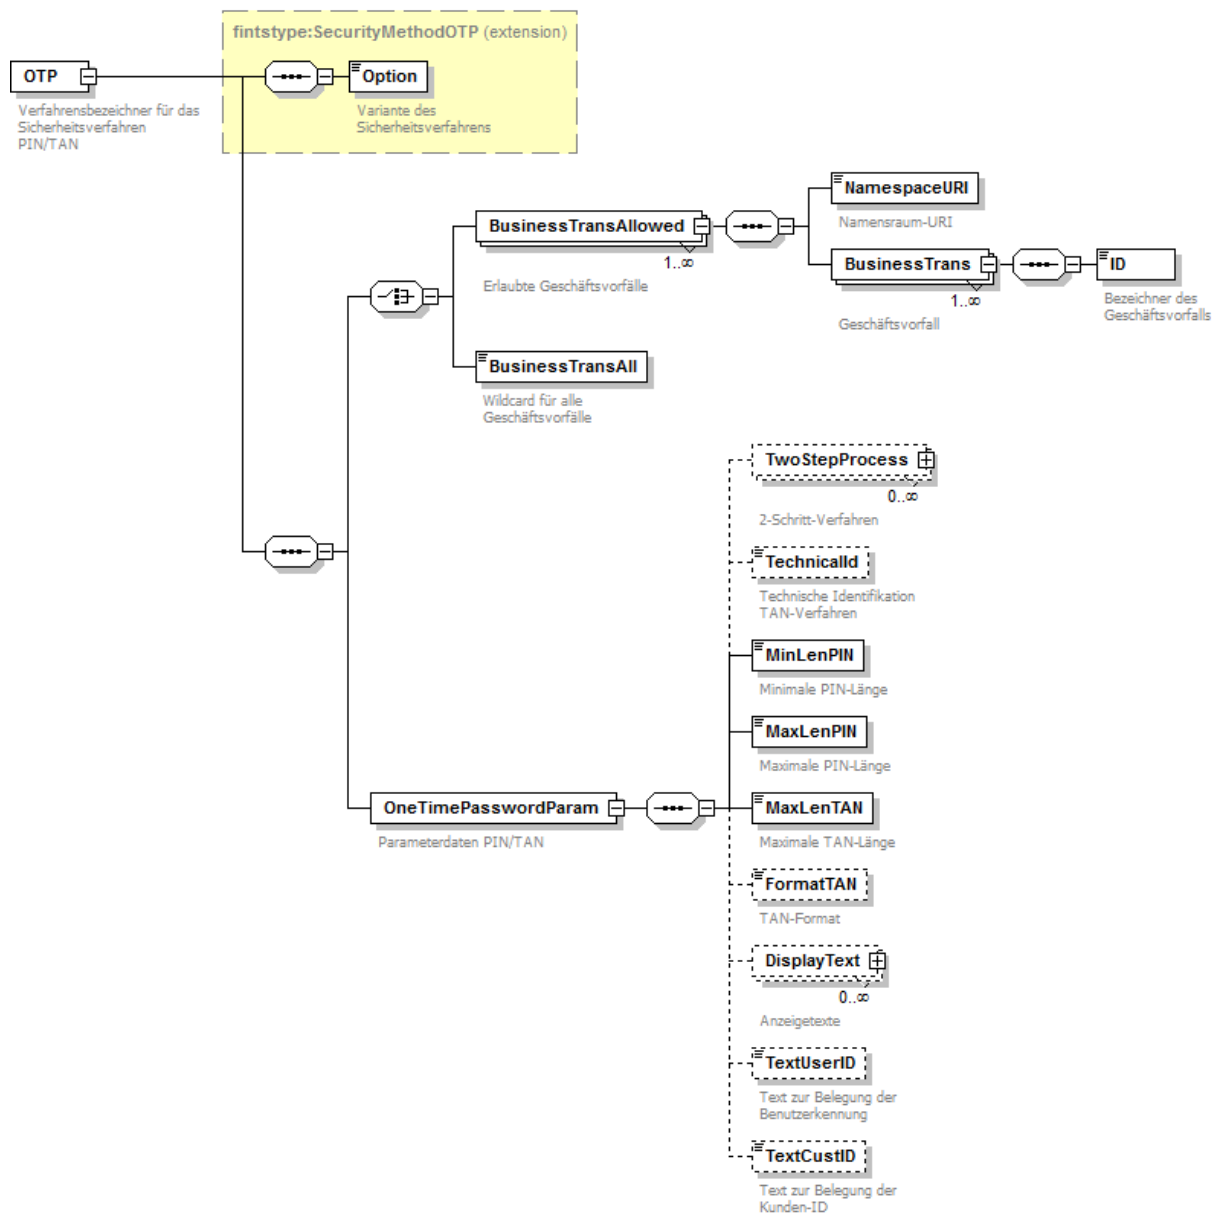 fintstype:SecurityMethodOTP (extension)
OTP
Verfahrensbezeichner für das
Sicherheitsverfahren
PIN/TAN
Option
Variante des
Sicherheitsverfahrens
BusinessTransAllowed
1..∞
Erlaubte Geschäftsvorfälle
NamespaceURI
Namensraum-URI
BusinessTrans
1..∞
Geschäftsvorfall
ID
Bezeichner des
Geschäftsvorfalls
BusinessTransAll
Wildcard für alle
Geschäftsvorfälle
OneTimePasswordParam
Parameterdaten PIN/TAN
TwoStepProcess
0..∞
2-Schritt-Verfahren
TechnicalId
Technische Identifikation
TAN-Verfahren
MinLenPIN
Minimale PIN-Länge
MaxLenPIN
Maximale PIN-Länge
MaxLenTAN
Maximale TAN-Länge
FormatTAN
TAN-Format
DisplayText
0..∞
Anzeigetexte
TextUserID
Text zur Belegung der
Benutzerkennung
TextCustID
Text zur Belegung der
Kunden-ID